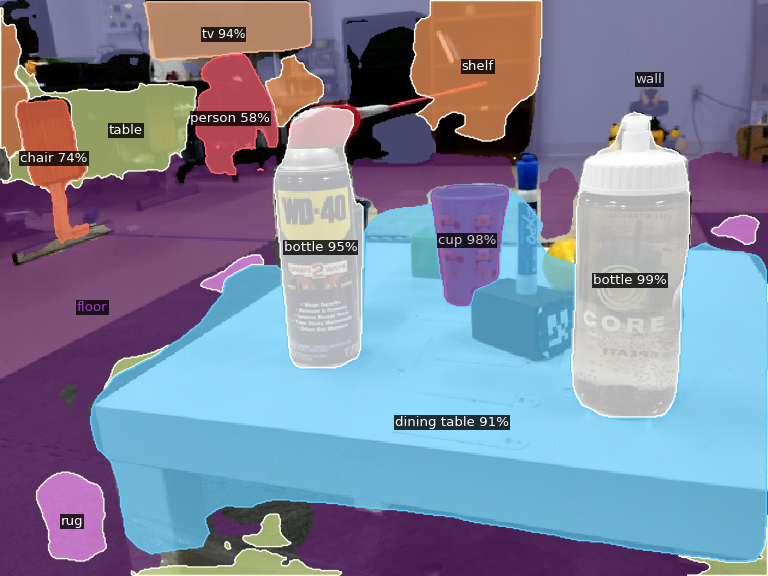 tv 94%
shelf
wall
person 58%
table
chair 74%
WD-40
cup 98%
bottle 95%
2
bottle 99%
floor
CORE
dining table 91%
rug